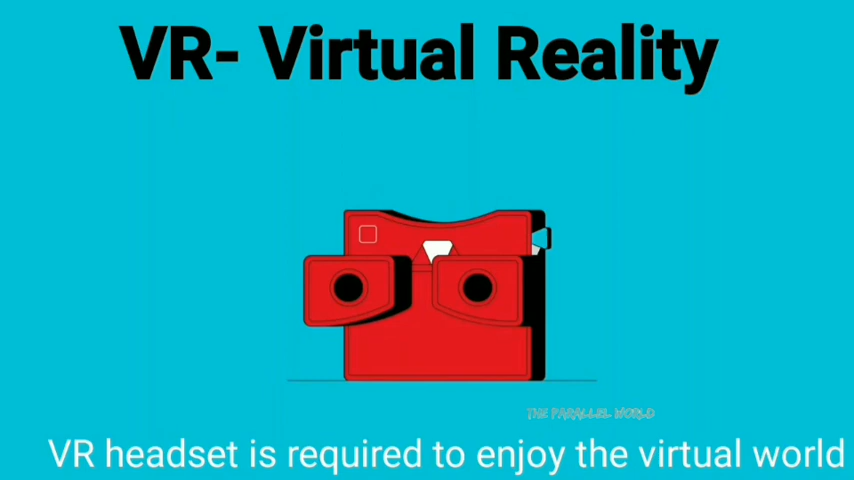 VR- Virtual Reality
THE PARALLEL WORLD
VR headset is required to enjoy the virtual world